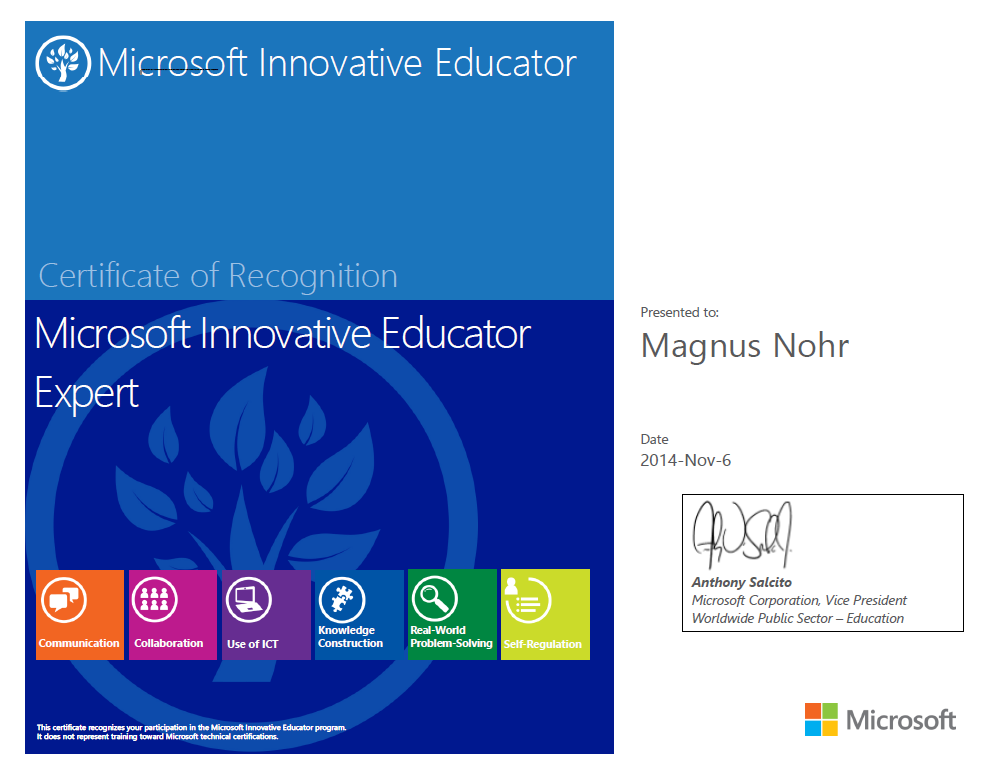 Microsoft Innovative Educator
Certificate of Recognition
Microsoft Innovative Educator
Expert
Communication
Collaboration
Use of ICT
Knowledge
Construction
Real-World
Problem-Solving
Self-Regulation
This certificate recognizes your participation in the Microsoft Innovative Educator program.
It does not represent training toward Microsoft technical certifications.
Presented to:
Magnus Nohr
Date
2014-Nov-6
Anthony Salcito
Microsoft Corporation, Vice President
Worldwide Public Sector – Education
Microsoft